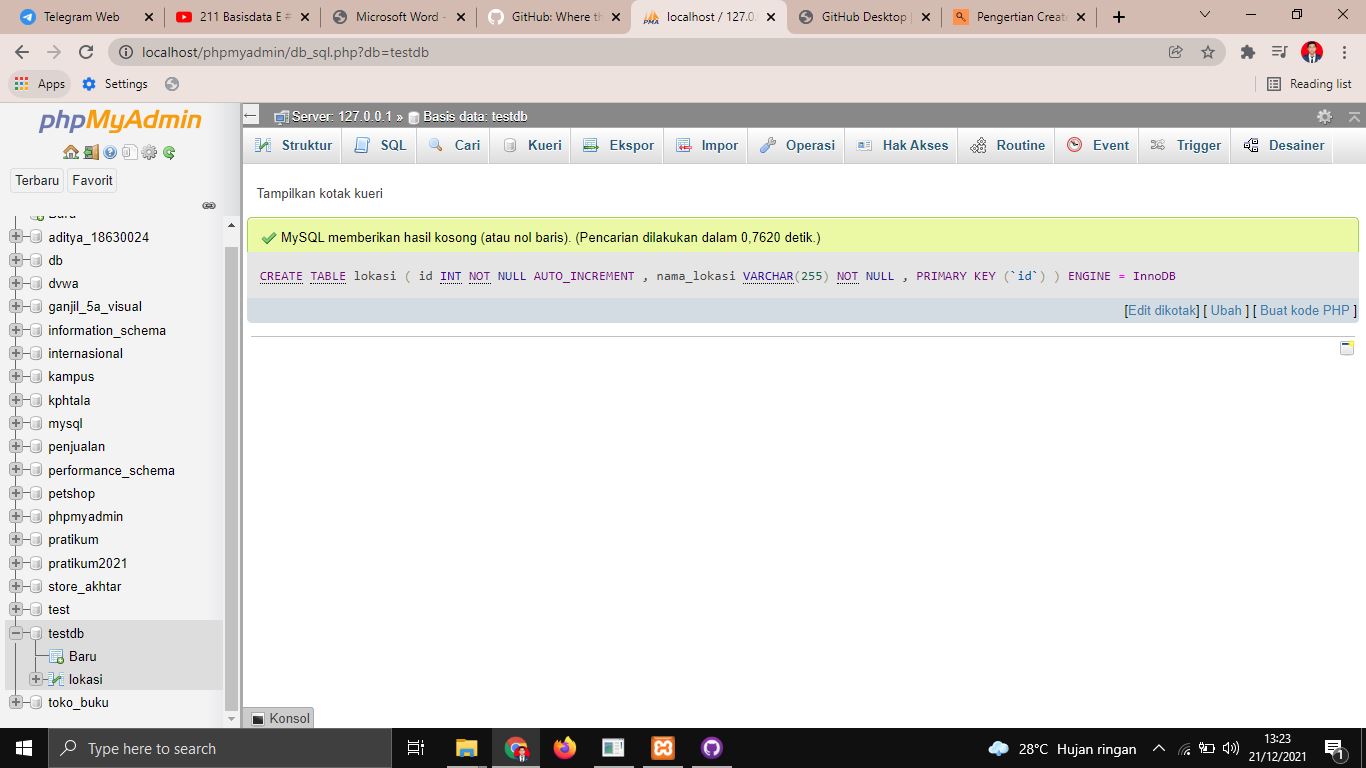 Telegram Web
211 Basisdata E #
Microsoft Word -
GitHub: Where th
localhost / 127.0.
GitHub Desktop |
Pengertian Create
localhost/phpmyadmin/db_sql.php?db=testdb
Apps
Settings
Reading list
phpMyAdmin
Terbaru
Favorit
Baru
aditya_18630024
db
dvwa
ganjil_5a_visual
information_schema
internasional
kampus
kphtala
mysql
penjualan
performance_schema
petshop
phpmyadmin
pratikum
pratikum2021
store_akhtar
test
testdb
Baru
lokasi
toko_buku
Server: 127.0.0.1 » Basis data: testdb
Struktur
SQL
Cari
Kueri
Ekspor
Impor
Operasi
Hak Akses
Routine
Event
Trigger
Desainer
Tampilkan kotak kueri
MySQL memberikan hasil kosong (atau nol baris). (Pencarian dilakukan dalam 0,7620 detik.)
CREATE TABLE lokasi ( id INT NOT NULL AUTO_INCREMENT , nama_lokasi VARCHAR(255) NOT NULL , PRIMARY KEY (`id`) ) ENGINE = InnoDB
[Edit dikotak] [ Ubah ] [ Buat kode PHP ]
Konsol
Type here to search
28°C Hujan ringan
13:23
21/12/2021
1